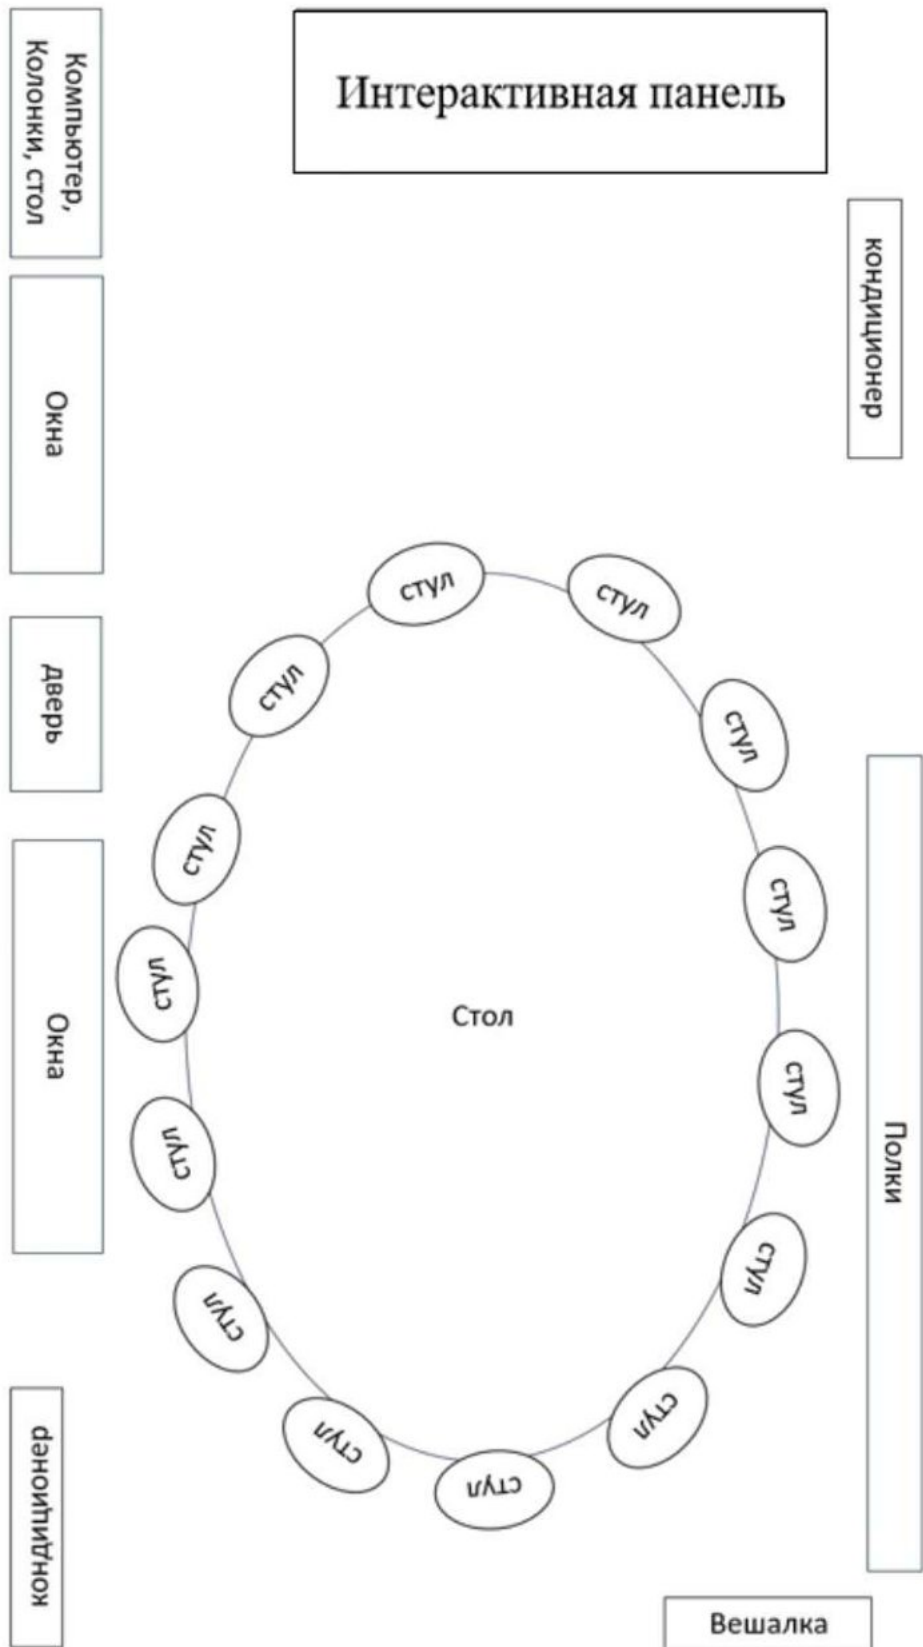 Интерактивная панель
Компьютер,
Колонки, стол
кондиционер
Окна
стул
стул
стул
дверь
стул
стул
стул
стул
Стол
Окна
стул
стул
Полки
стул
стул
стул
стул
стул
кондиционер
Вешалка